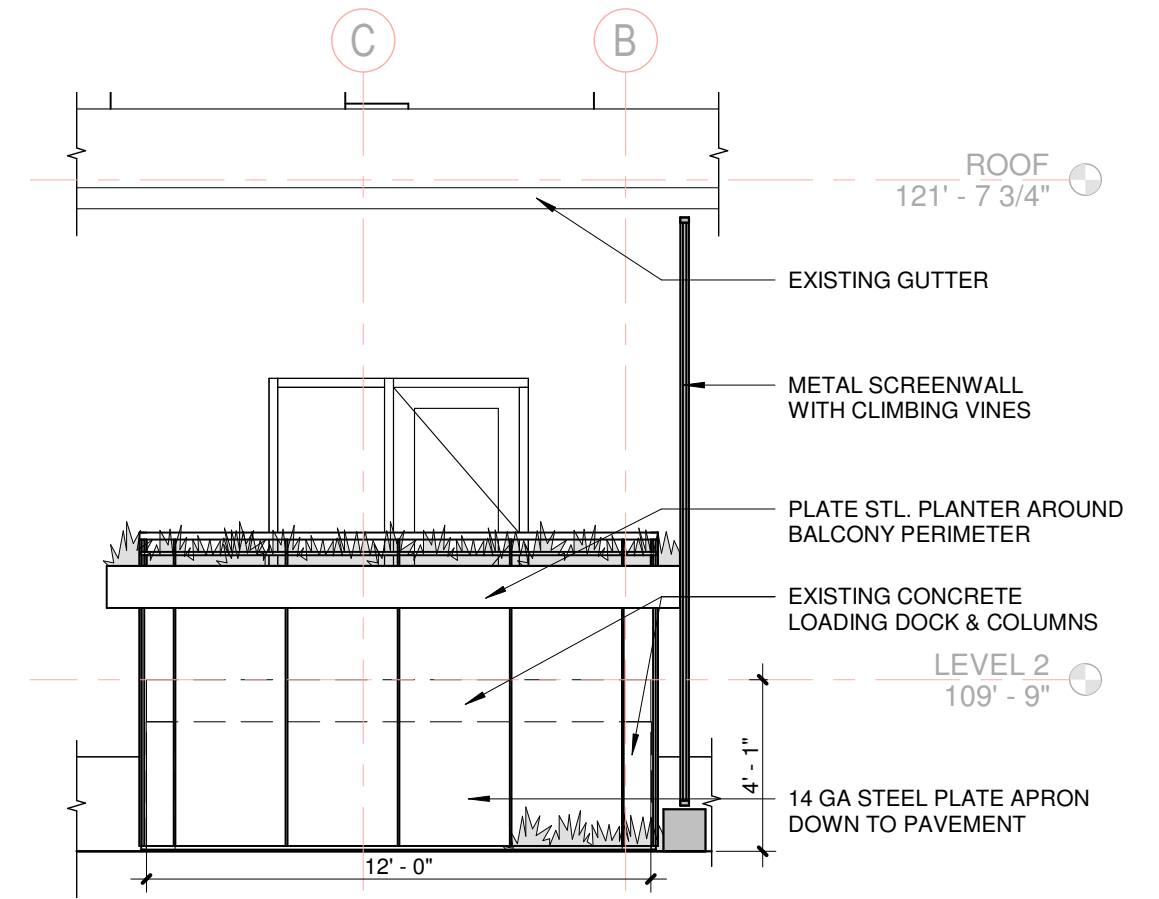 C
B
ROOF
121' - 7 3/4"
EXISTING GUTTER
METAL SCREENWALL
WITH CLIMBING VINES
PLATE STL. PLANTER AROUND
BALCONY PERIMETER
EXISTING CONCRETE
LOADING DOCK & COLUMNS
LEVEL 2
109' - 9"
4' - 1"
14 GA STEEL PLATE APRON
DOWN TO PAVEMENT
12' - 0"